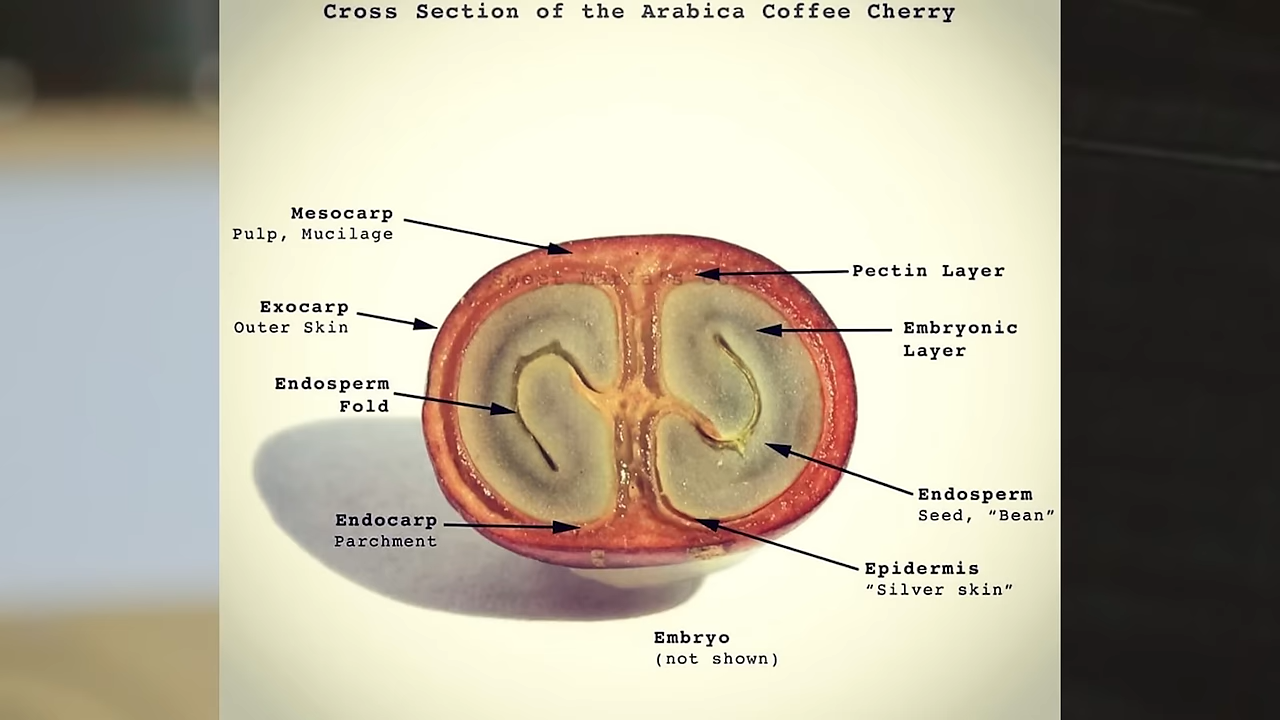 Cross Section of the Arabica Coffee Cherry
Mesocarp
Pulp, Mucilage
Pectin Layer
Exocarp
Outer Skin
Embryonic
Layer
Endosperm
Fold
Endosperm
Seed, “Bean”
Endocarp
Parchment
Epidermis
“Silver skin”
Embryo
(not shown)